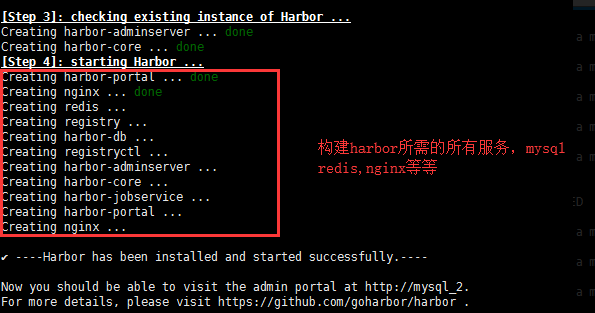 [Step 3]: checking existing instance of Harbor ...
Creating harbor-adminserver ... done
Creating harbor-core ... done
[Step 4]: starting Harbor ...
Creating harbor-portal ... done
Creating nginx ... done
Creating redis ...
Creating registry ...
Creating harbor-db ...
Creating registryctl ...
Creating harbor-adminserver ...
Creating harbor-core ...
Creating harbor-jobservice ...
Creating harbor-portal ...
Creating nginx ...
构建harbor所需的所有服务，mysql
redis,nginx等等
✔ ----Harbor has been installed and started successfully.----
Now you should be able to visit the admin portal at http://mysql_2.
For more details, please visit https://github.com/goharbor/harbor .